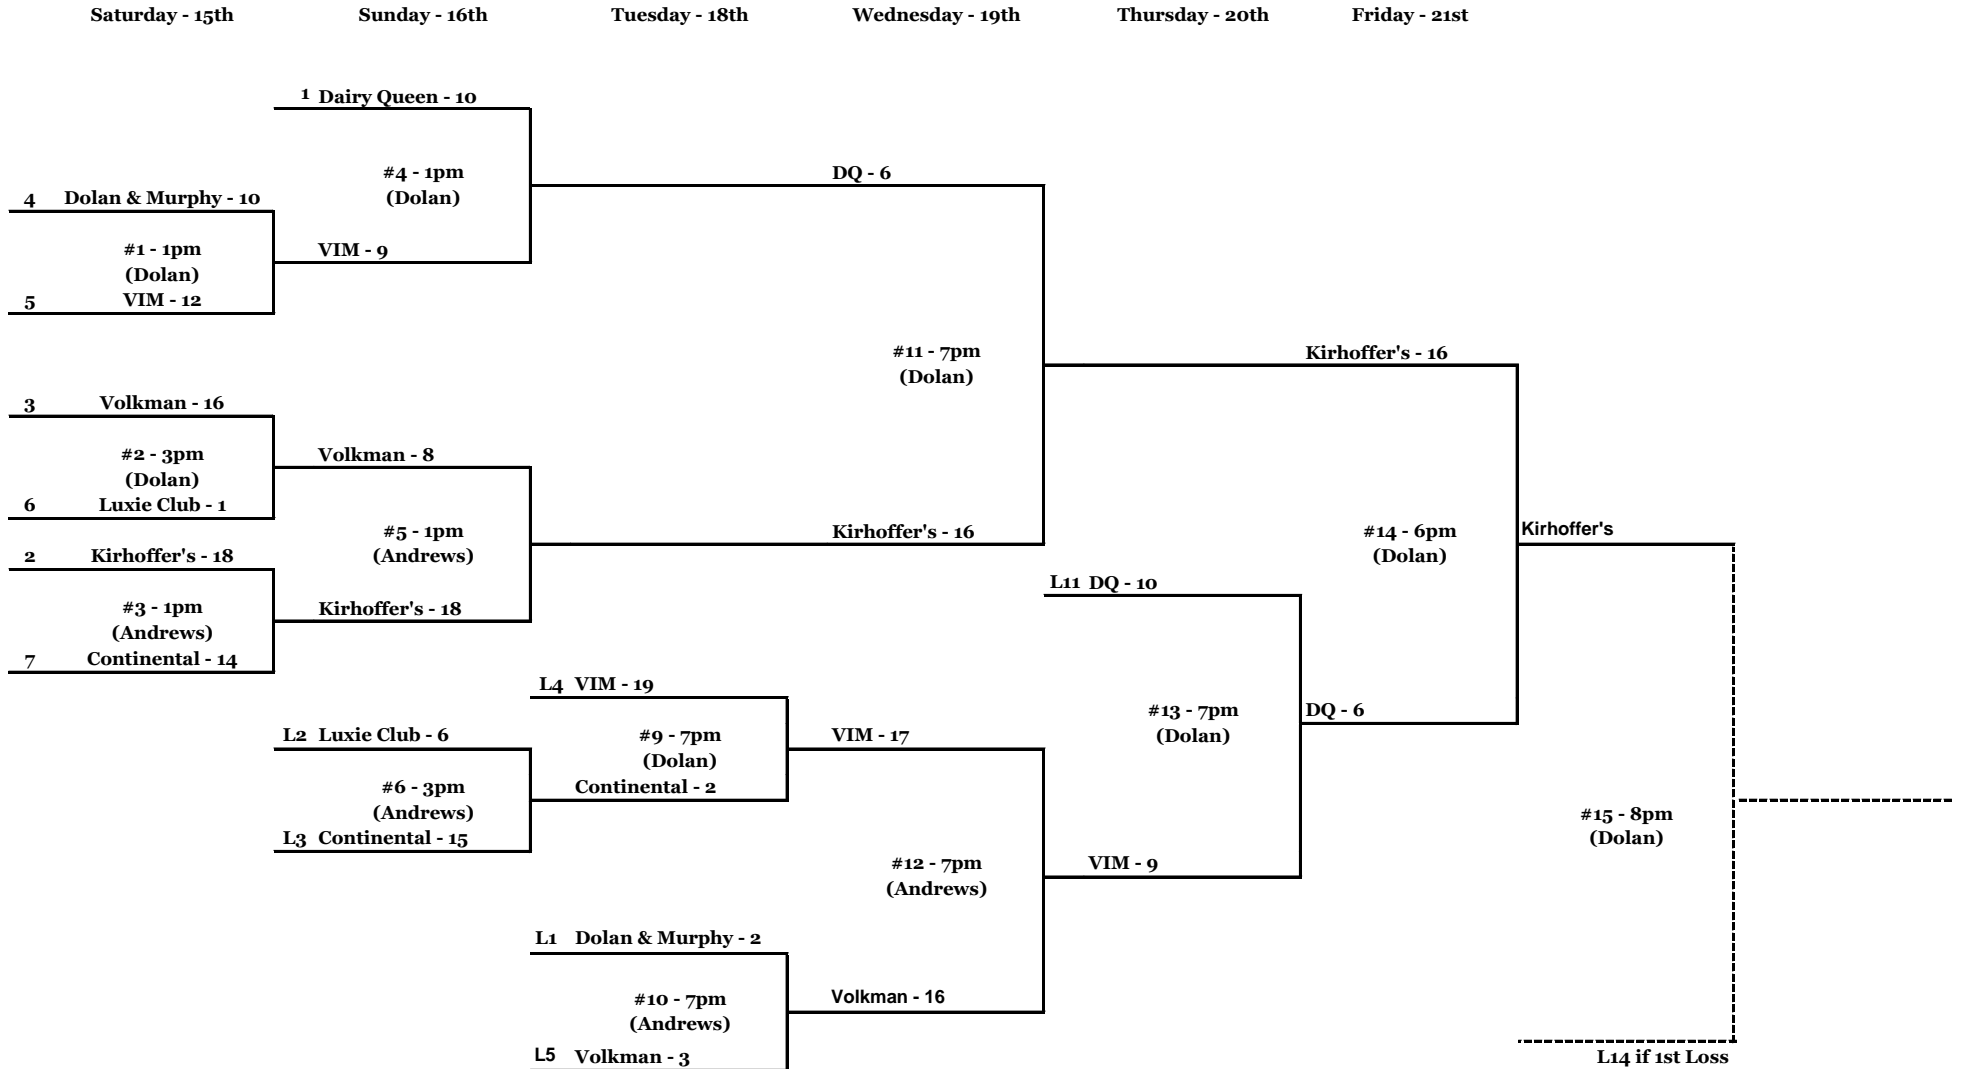 Saturday - 15th Sunday - 16th Tuesday - 18th Wednesday - 19th Thursday - 20th Friday - 21st
1 Dairy Queen - 10
#4 - 1pm
(Dolan)
DQ - 6
4 Dolan & Murphy - 10
#1 - 1pm
(Dolan)
5 VIM - 12
VIM - 9
#11 - 7pm
(Dolan)
Kirhoffer's - 16
3 Volkman - 16
#2 - 3pm
(Dolan)
6 Luxie Club - 1
Volkman - 8
#5 - 1pm
(Andrews)
Kirhoffer's - 16
2 Kirhoffer's - 18
#3 - 1pm
(Andrews)
7 Continental - 14
Kirhoffer's - 18
#14 - 6pm
(Dolan)
Kirhoffer's
L11 DQ - 10
#13 - 7pm
(Dolan)
DQ - 6
L4 VIM - 19
#9 - 7pm
(Dolan)
Continental - 2
VIM - 17
L2 Luxie Club - 6
#6 - 3pm
(Andrews)
L3 Continental - 15
#12 - 7pm
(Andrews)
VIM - 9
#15 - 8pm
(Dolan)
L1 Dolan & Murphy - 2
#10 - 7pm
(Andrews)
L5 Volkman - 3
Volkman - 16
L14 if 1st Loss